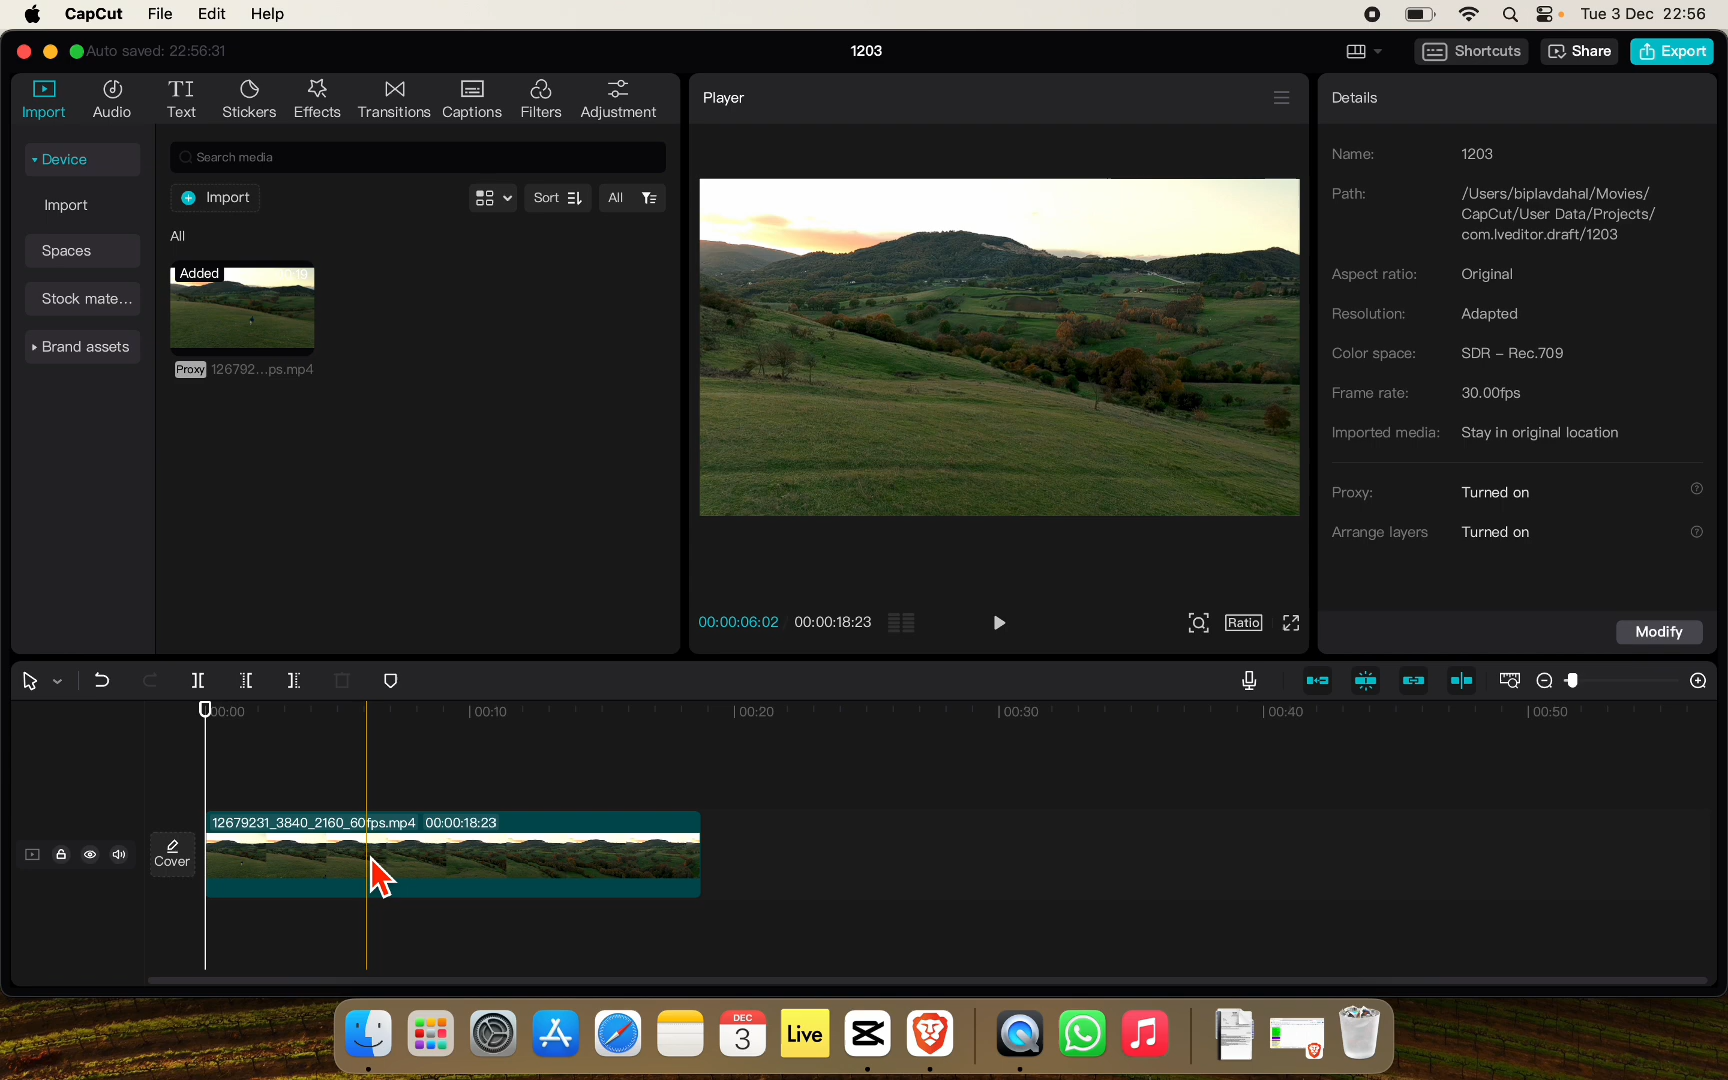 CapCut File Edit Help Tue 3 Dec 22:56
Auto saved: 22:56:31 1203 Shortcuts Share Export
Import Audio Text Stickers Effects Transitions Captions Filters Adjustment
Device
Import
Spaces
Stock mate...
Brand assets
Search media
Import Sort All
All
Added
Proxy 126792...ps.mp4
Player
00:00:06:02 00:00:18:23 Ratio
Details
Name: 1203
Path: /Users/biplavdahal/Movies/
CapCut/User Data/Projects/
com.lveditor.draft/1203
Aspect ratio: Original
Resolution: Adapted
Color space: SDR – Rec.709
Frame rate: 30.00fps
Imported media: Stay in original location
Proxy: Turned on
Arrange layers Turned on
Modify
00:00 00:10 00:20 00:30 00:40 00:50
12679231_3840_2160_60fps.mp4 00:00:18:23
Cover
DEC
3
Live